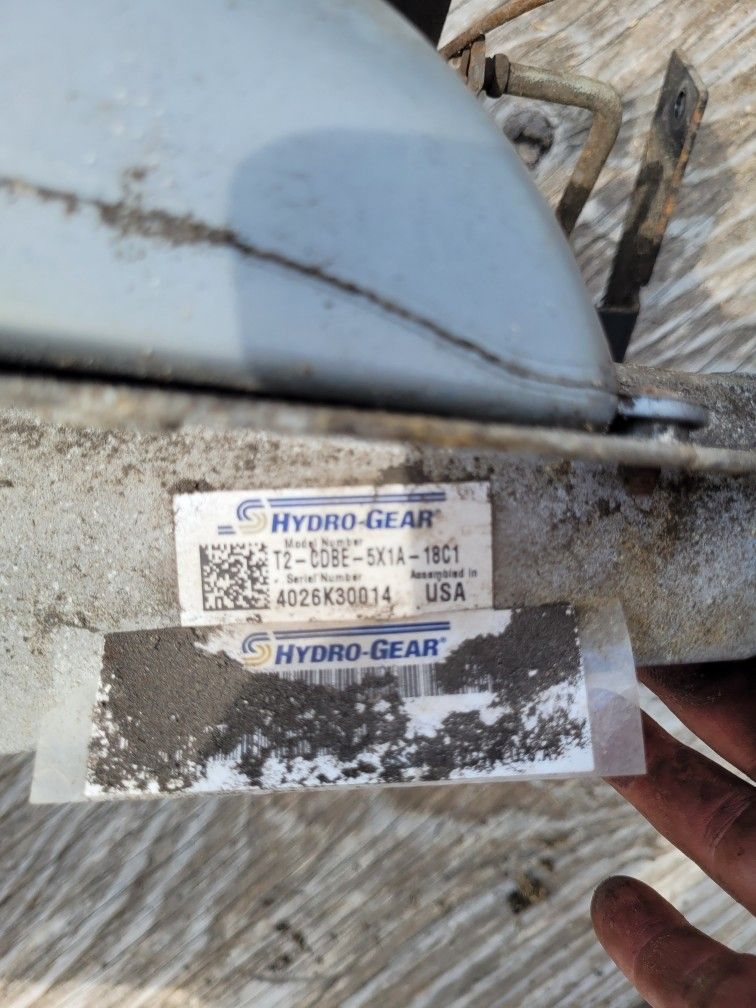 HYDRO-GEAR®
Model Number
T2-CDBE-5X1A-18C1
Serial Number Assembled in
4026K30014 USA
HYDRO-GEAR®